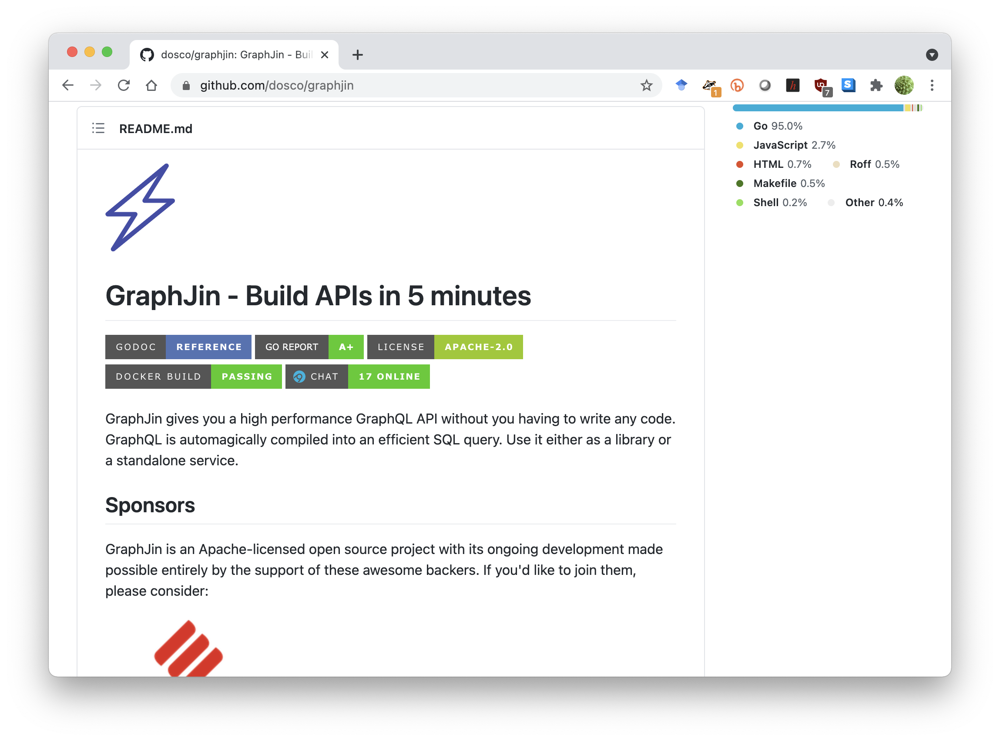 dosco/graphjin: GraphJin - Bui
github.com/dosco/graphjin
1
7
README.md
GraphJin - Build APIs in 5 minutes
GODOC REFERENCE GO REPORT A+ LICENSE APACHE-2.0
DOCKER BUILD PASSING CHAT 17 ONLINE
GraphJin gives you a high performance GraphQL API without you having to write any code.
GraphQL is automagically compiled into an efficient SQL query. Use it either as a library or
a standalone service.
Sponsors
GraphJin is an Apache-licensed open source project with its ongoing development made
possible entirely by the support of these awesome backers. If you'd like to join them,
please consider:
Go 95.0%
JavaScript 2.7%
HTML 0.7% Roff 0.5%
Makefile 0.5%
Shell 0.2% Other 0.4%